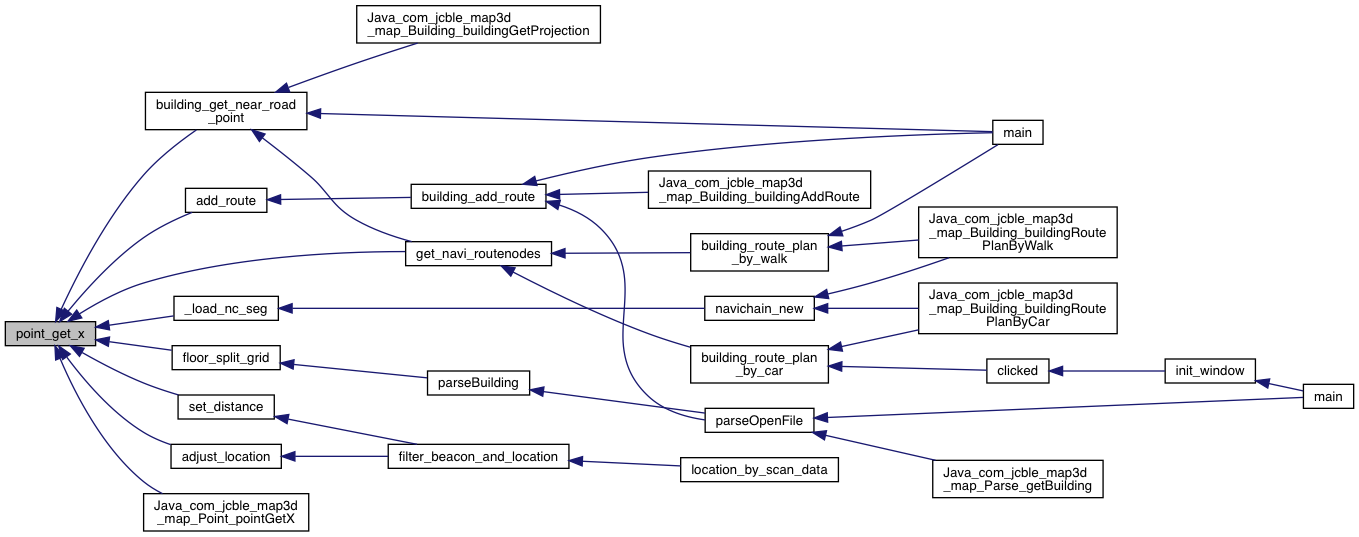 Java_com_jcble_map3d
_map_Building_buildingGetProjection
building_get_near_road
_point
main
add_route
building_add_route
Java_com_jcble_map3d
_map_Building_buildingAddRoute
get_navi_routenodes
building_route_plan
_by_walk
Java_com_jcble_map3d
_map_Building_buildingRoute
PlanByWalk
_load_nc_seg
navichain_new
Java_com_jcble_map3d
_map_Building_buildingRoute
PlanByCar
point_get_x
floor_split_grid
parseBuilding
building_route_plan
_by_car
clicked
init_window
main
set_distance
parseOpenFile
adjust_location
filter_beacon_and_location
location_by_scan_data
Java_com_jcble_map3d
_map_Parse_getBuilding
Java_com_jcble_map3d
_map_Point_pointGetX